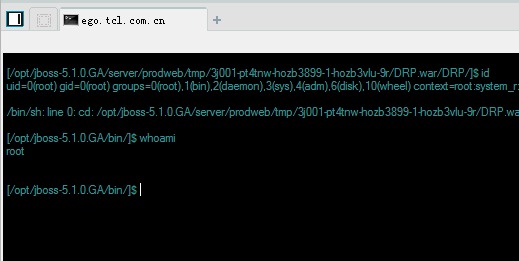 ego.tcl.com.cn
[/opt/jboss-5.1.0.GA/server/prodweb/tmp/3j001-pt4tnw-hozb3899-1-hozb3vlu-9r/DRP.war/DRP/]$ id
uid=0(root) gid=0(root) groups=0(root),1(bin),2(daemon),3(sys),4(adm),6(disk),10(wheel) context=root:system_r:
/bin/sh: line 0: cd: /opt/jboss-5.1.0.GA/server/prodweb/tmp/3j001-pt4tnw-hozb3899-1-hozb3vlu-9r/DRP.wa
[/opt/jboss-5.1.0.GA/bin/]$ whoami
root
[/opt/jboss-5.1.0.GA/bin/]$